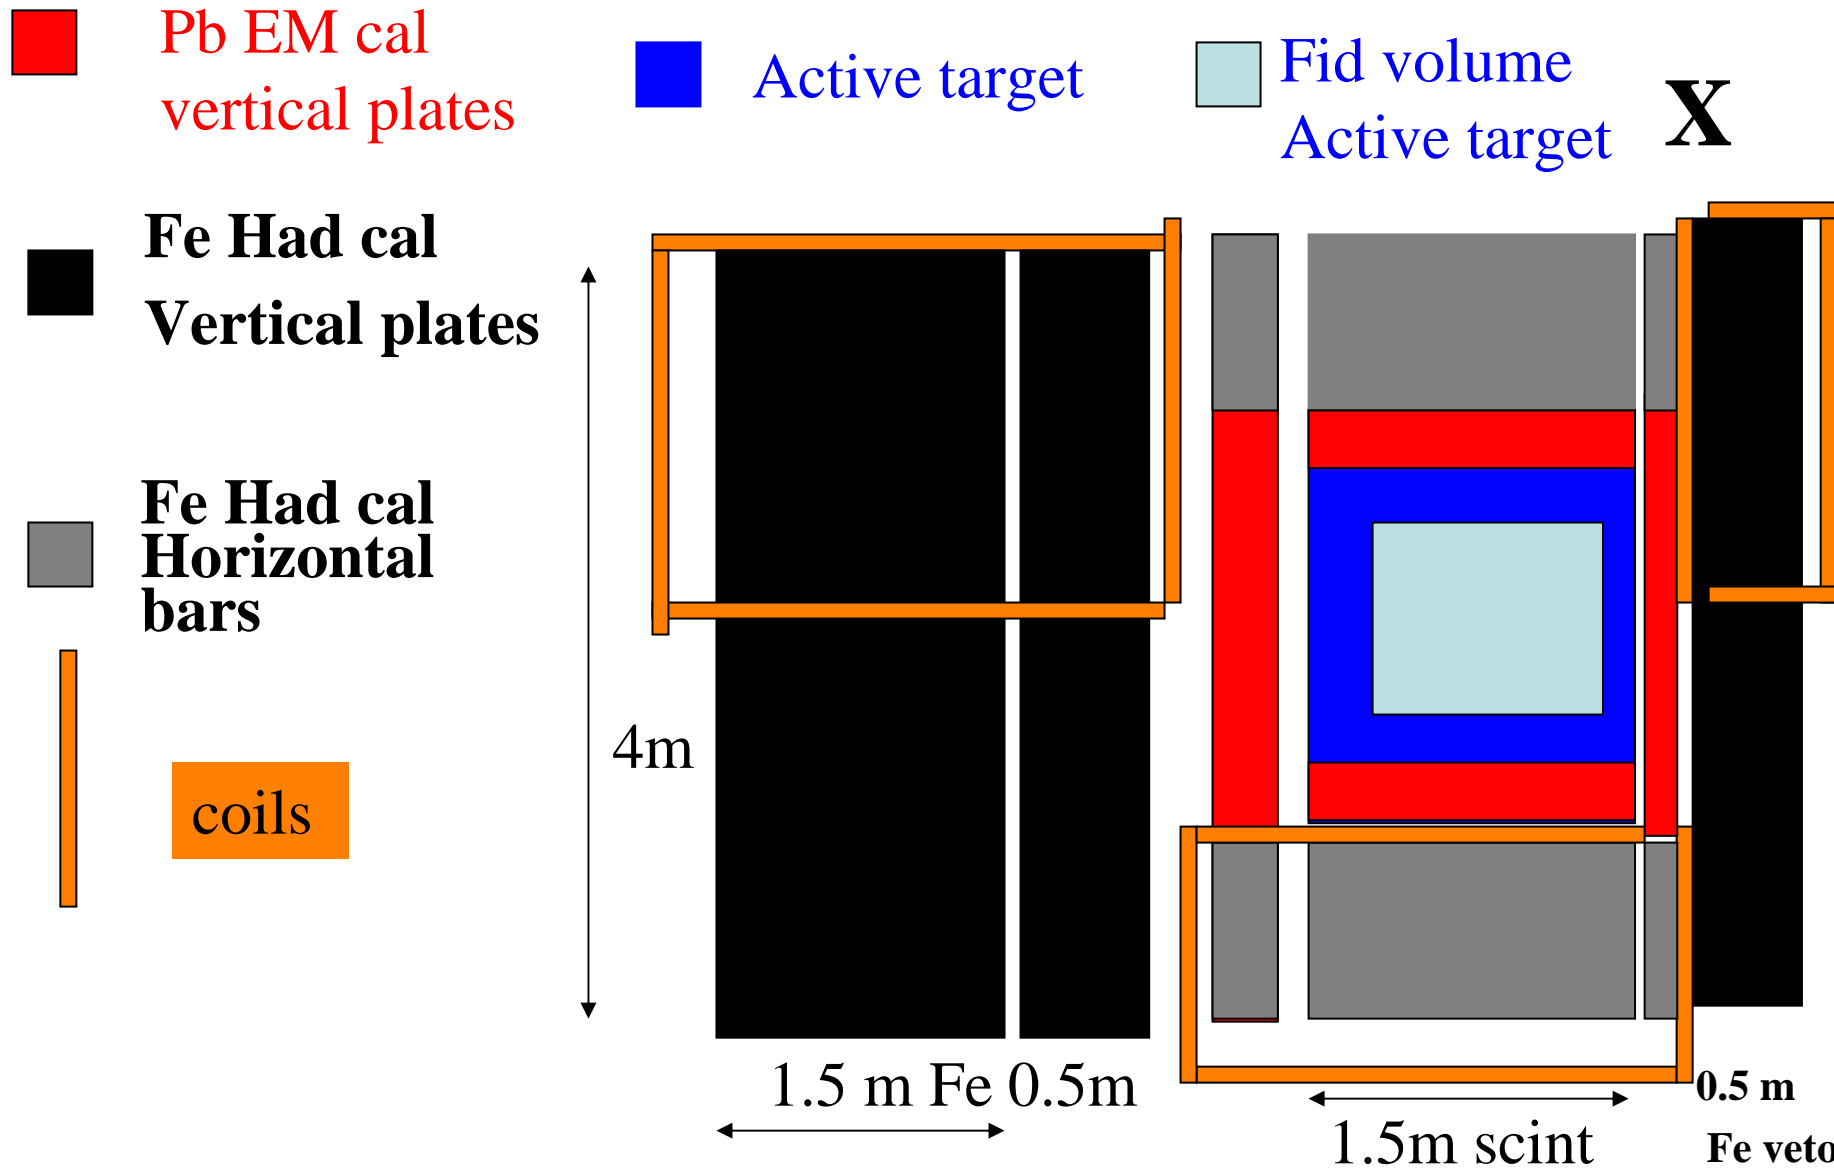 Pb EM cal
vertical plates
Active target
Fid volume
Active target
X
Fe Had cal
Vertical plates
Fe Had cal
Horizontal
bars
4m
coils
1.5 m Fe 0.5m
0.5 m
1.5m scint
Fe veto